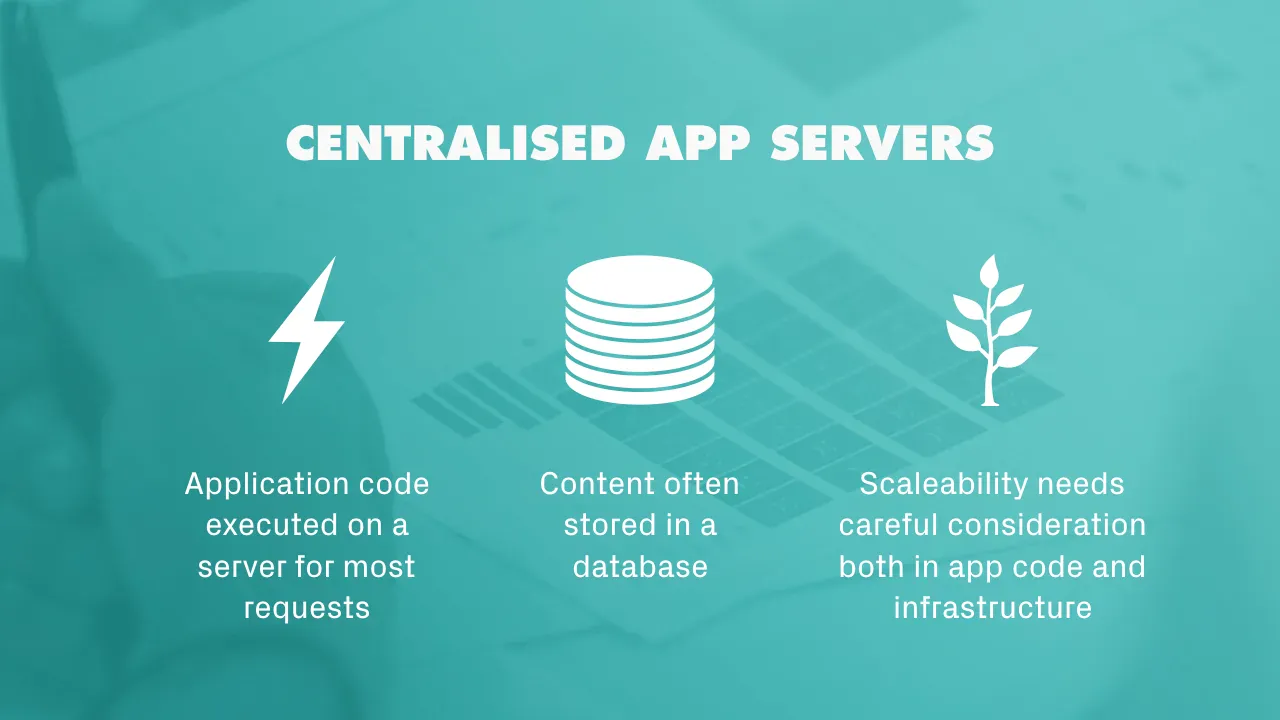 CENTRALISED APP SERVERS
Application code
executed on a
server for most
requests
Content often
stored in a
database
Scaleability needs
careful consideration
both in app code and
infrastructure